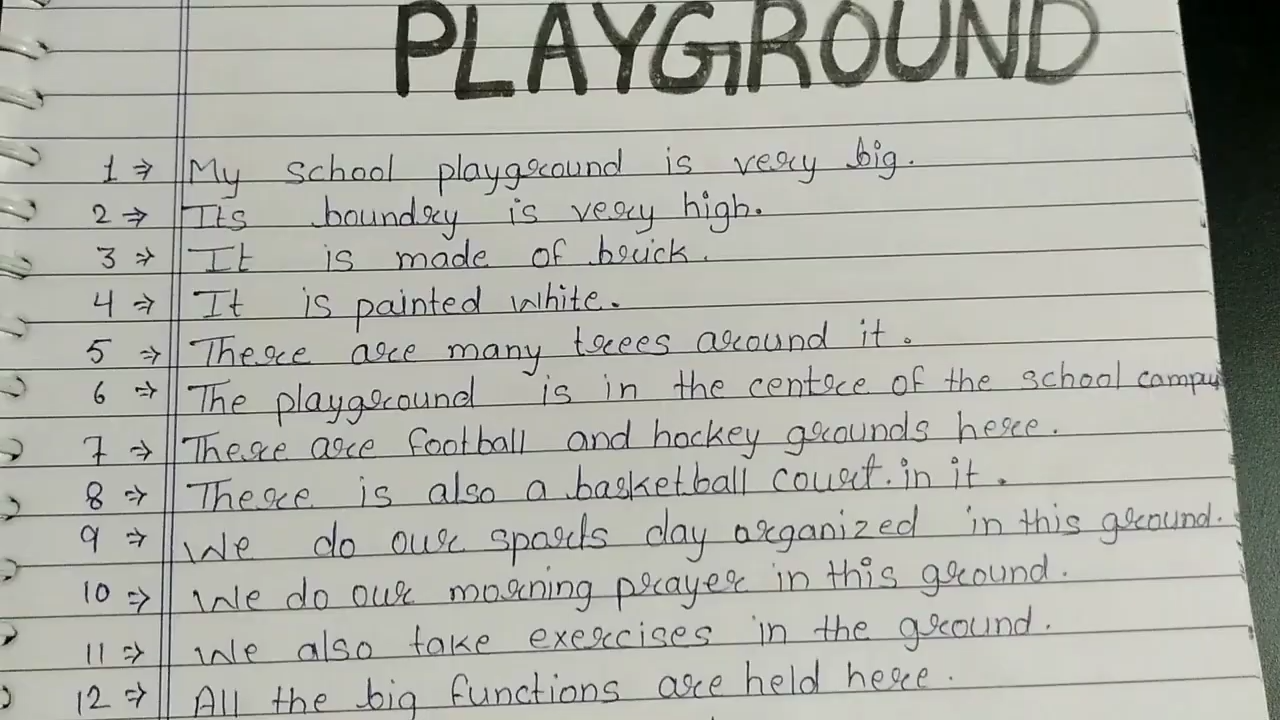 PLAYGROUND
1 ⇒ My school playground is very big.
2 ⇒ Its boundry is very high.
3 ⇒ It is made of brick.
4 ⇒ It is painted white.
5 ⇒ There are many trees around it.
6 ⇒ The playground is in the centre of the school campu
7 ⇒ There are football and hockey grounds here.
8 ⇒ There is also a basketball court.in it.
9 ⇒ We do our sports day organized in this ground.
10 ⇒ We do our morning prayer in this ground.
11 ⇒ We also take exercises in the ground.
12 ⇒ All the big functions are held here.